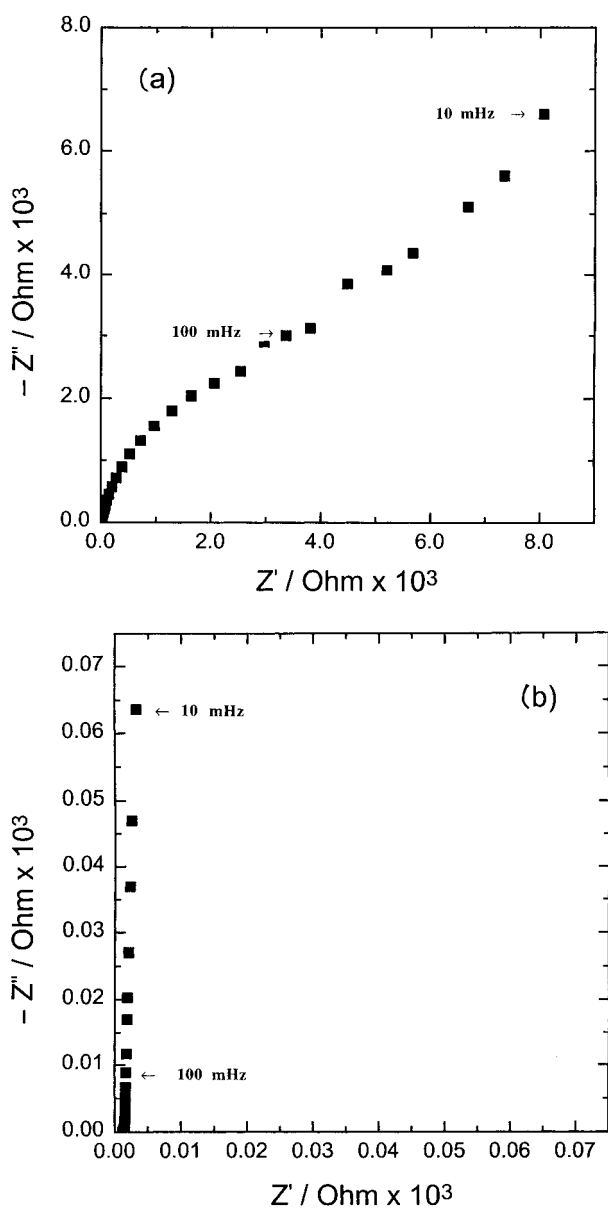 8.0
(a)
10 mHz →
6.0
4.0
100 mHz →
2.0
0.0
0.0 2.0 4.0 6.0 8.0
– Z" / Ohm x 10³
Z' / Ohm x 10³
0.07
(b)
← 10 mHz
0.06
0.05
0.04
0.03
0.02
0.01
← 100 mHz
0.00
0.00 0.01 0.02 0.03 0.04 0.05 0.06 0.07
– Z" / Ohm x 10³
Z' / Ohm x 10³